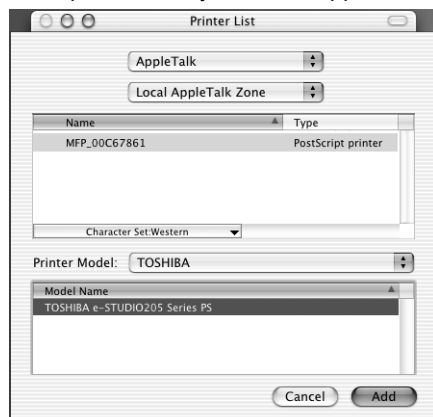 Printer List
AppleTalk
Local AppleTalk Zone
Name Type
MFP_00C67861 PostScript printer
Character Set:Western
Printer Model: TOSHIBA
Model Name
TOSHIBA e-STUDIO205 Series PS
Cancel Add